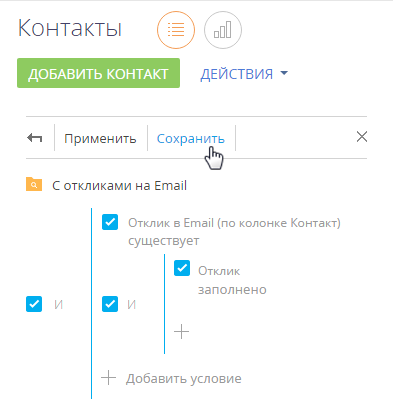 Контакты
ДОБАВИТЬ КОНТАКТ ДЕЙСТВИЯ
Применить Сохранить
С откликами на Email
Отклик в Email (по колонке Контакт)
существует
Отклик
заполнено
И И
Добавить условие